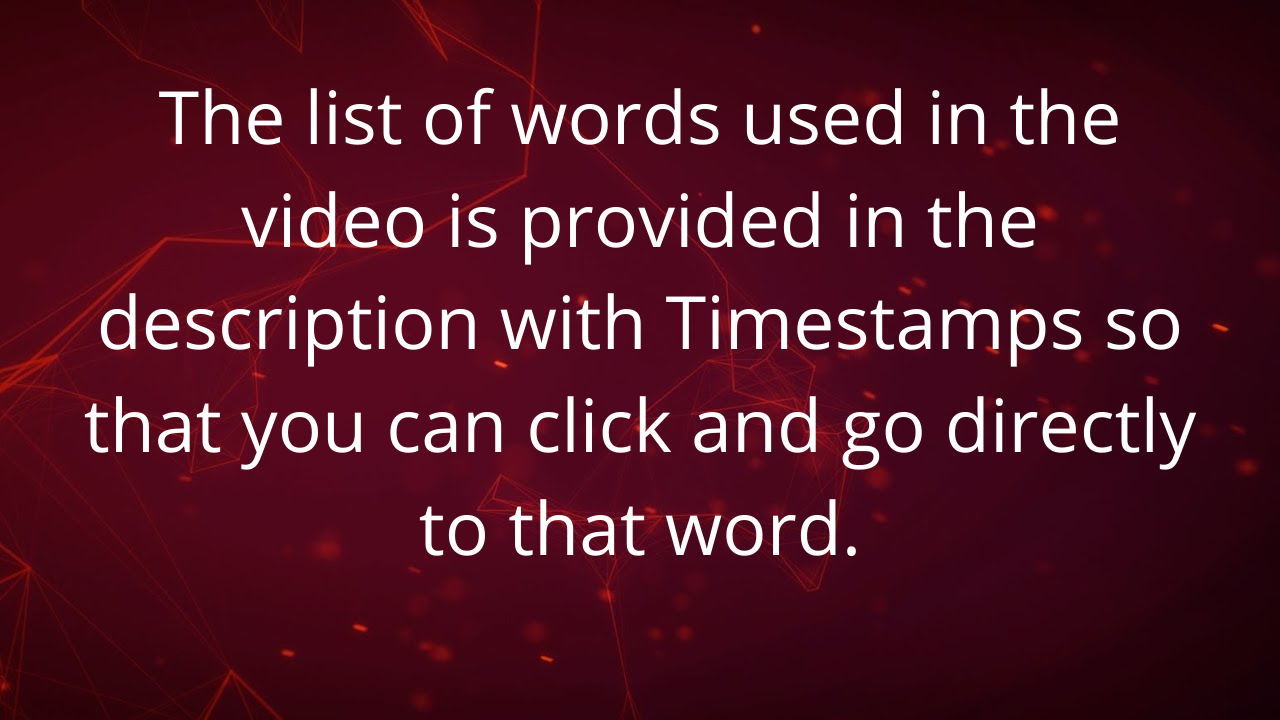 The list of words used in the
video is provided in the
description with Timestamps so
that you can click and go directly
to that word.